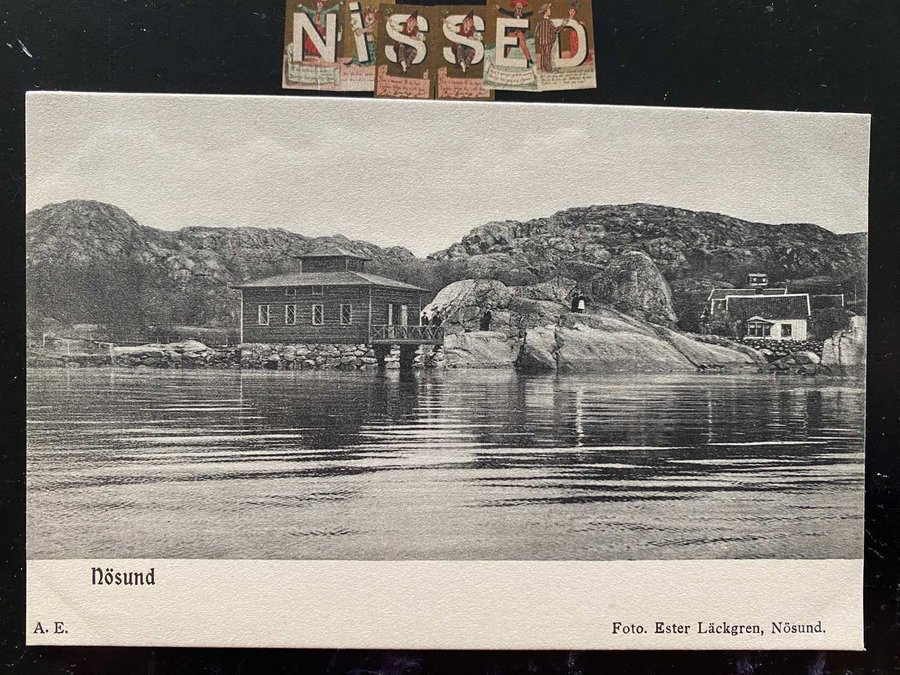 NiSSED
Nösund
A. E.
Foto. Ester Läckgren, Nösund.